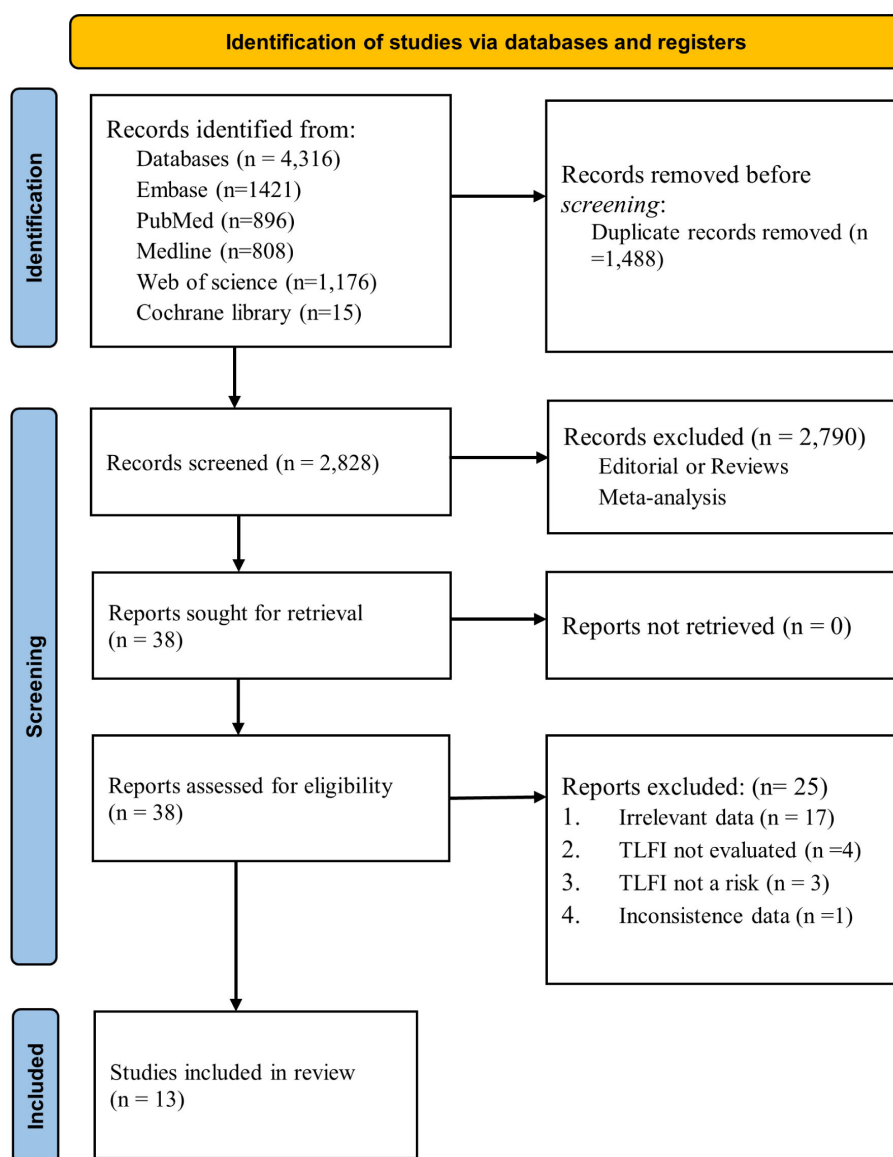 Identification of studies via databases and registers
Identification
Records identified from:
Databases (n = 4,316)
Embase (n=1421)
PubMed (n=896)
Medline (n=808)
Web of science (n=1,176)
Cochrane library (n=15)
Records removed before
screening:
Duplicate records removed (n
=1,488)
Screening
Records screened (n = 2,828)
Records excluded (n = 2,790)
Editorial or Reviews
Meta-analysis
Reports sought for retrieval
(n = 38)
Reports not retrieved (n = 0)
Reports assessed for eligibility
(n = 38)
Reports excluded: (n= 25)
1. Irrelevant data (n = 17)
2. TLFI not evaluated (n =4)
3. TLFI not a risk (n = 3)
4. Inconsistence data (n =1)
Included
Studies included in review
(n = 13)